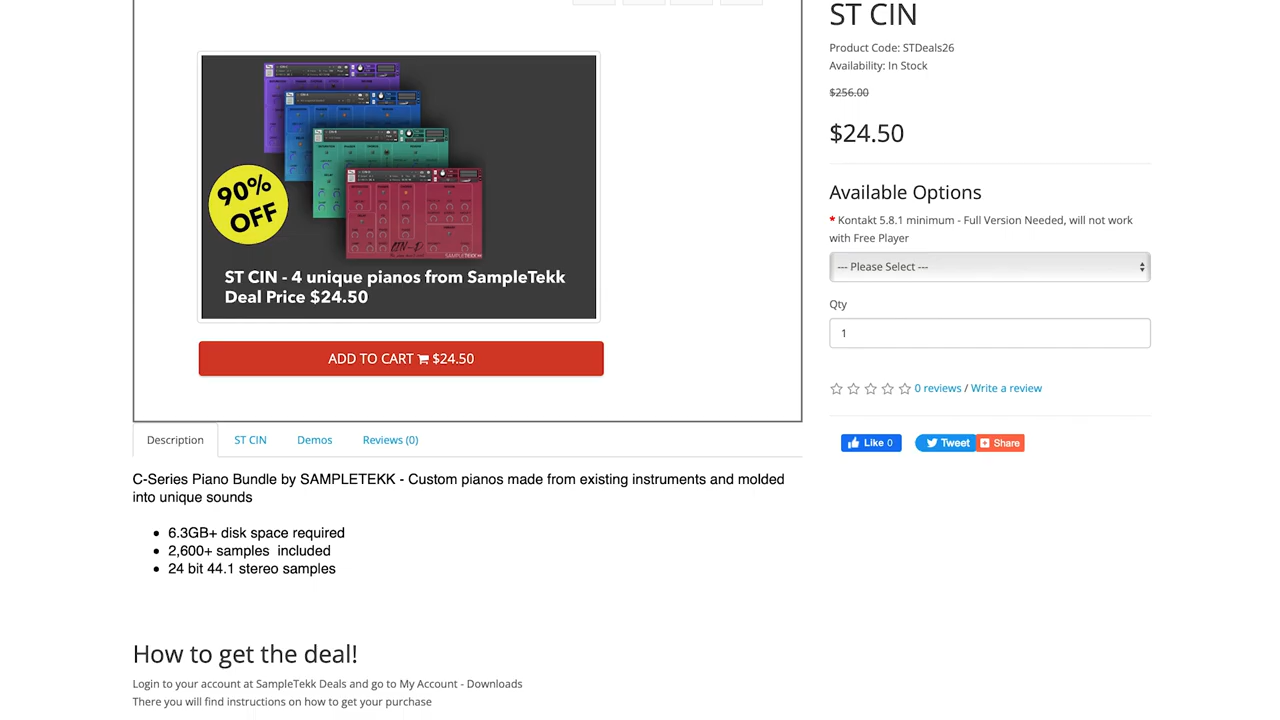 ST CIN
Product Code: STDeals26
Availability: In Stock
$256.00
$24.50
Available Options
* Kontakt 5.8.1 minimum - Full Version Needed, will not work
with Free Player
--- Please Select ---
Qty
1
0 reviews / Write a review
Like 0
Tweet
Share
90%
OFF
CIN-D
SAMPLETEKK
ST CIN - 4 unique pianos from SampleTekk
Deal Price $24.50
ADD TO CART $24.50
Description
ST CIN
Demos
Reviews (0)
C-Series Piano Bundle by SAMPLETEKK - Custom pianos made from existing instruments and molded
into unique sounds
• 6.3GB+ disk space required
• 2,600+ samples  included
• 24 bit 44.1 stereo samples
How to get the deal!
Login to your account at SampleTekk Deals and go to My Account - Downloads
There you will find instructions on how to get your purchase